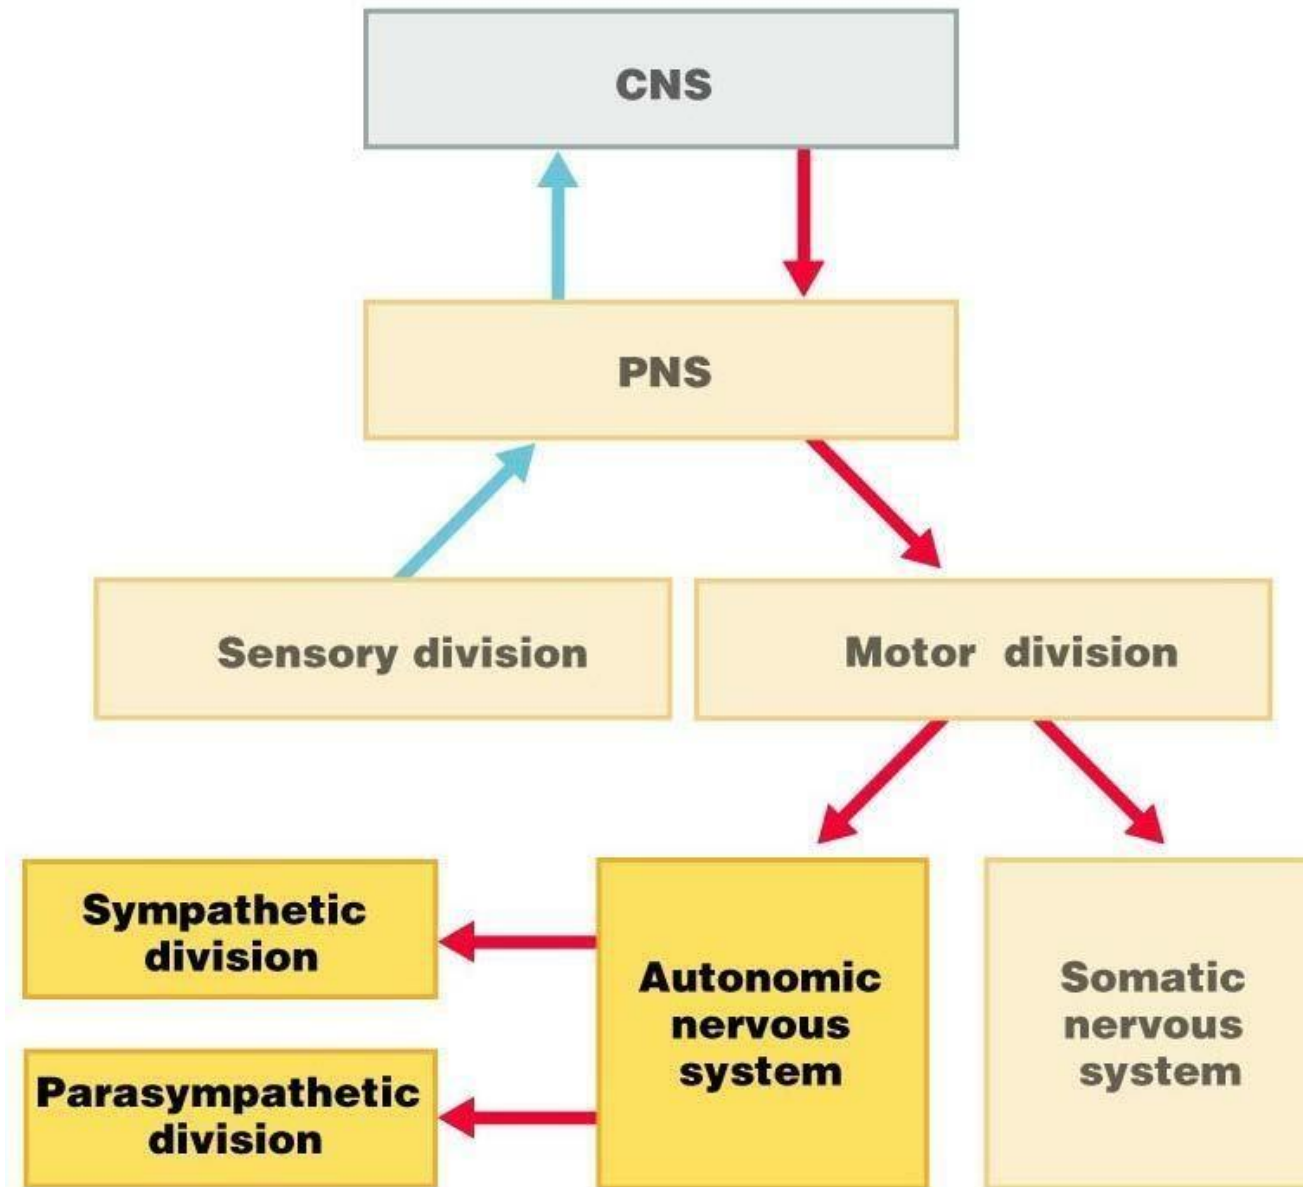 CNS
PNS
Sensory division
Motor division
Sympathetic
division
Autonomic
nervous
system
Somatic
nervous
system
Parasympathetic
division